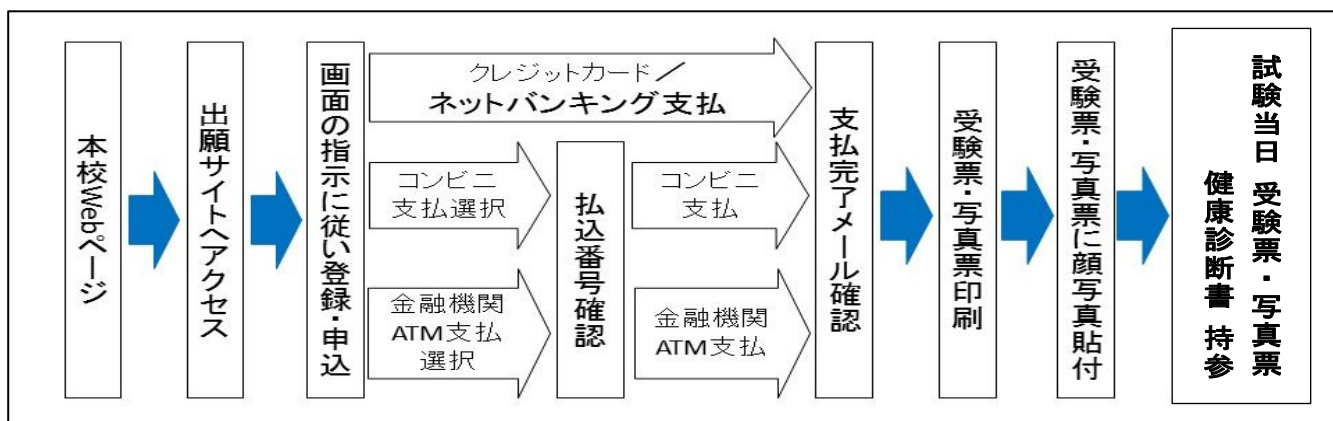 本校Webページ
出願サイトへアクセス
画面の指示に従い登録・申込
クレジットカード／
ネットバンキング支払
コンビニ
支払選択
金融機関
ATM支払
選択
払込番号確認
コンビニ
支払
金融機関
ATM支払
支払完了メール確認
受験票・写真票印刷
受験票・写真票に顔写真貼付
試験当日 受験票・写真票
健康診断書 持参